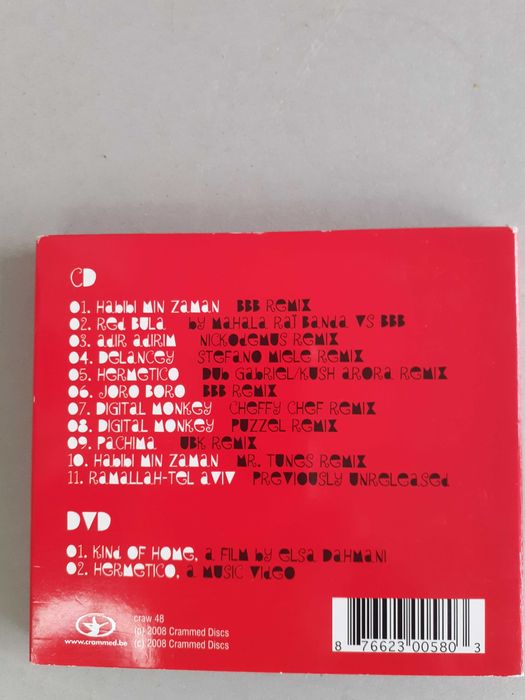 CD
01. Habibi Min Zaman BBB Remix
02. Red Bula by Mahala Rai Banda vs BBB
03. Adir Adirim Nickodemus Remix
04. Delancey Stefano Miele Remix
05. Hermetico Dub Gabriel/Kush Arora Remix
06. Joro Boro BBB Remix
07. Digital Monkey Cheffy Chef Remix
08. Digital Monkey Puzzel Remix
09. Pachima UBK Remix
10. Habibi Min Zaman Mr. Tunes Remix
11. Ramallah-Tel Aviv Previously Unreleased
DVD
01. Kind of Home, a film by Elsa Dahmani
02. Hermetico, a music video
www.crammed.be
craw 48
(p) 2008 Crammed Discs
(c) 2008 Crammed Discs
8 76623 00580 3